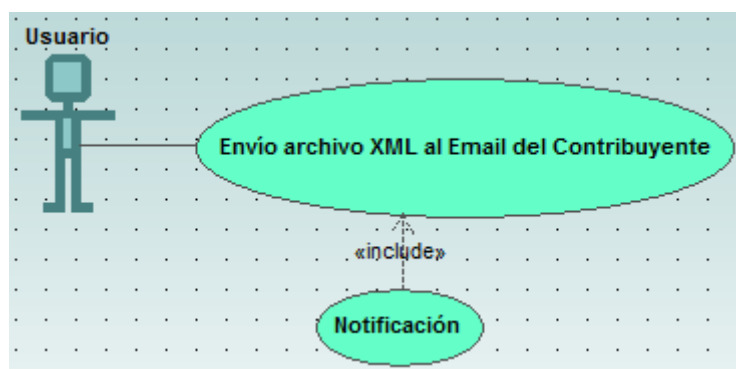 Usuario
Envío archivo XML al Email del Contribuyente
«include»
Notificación